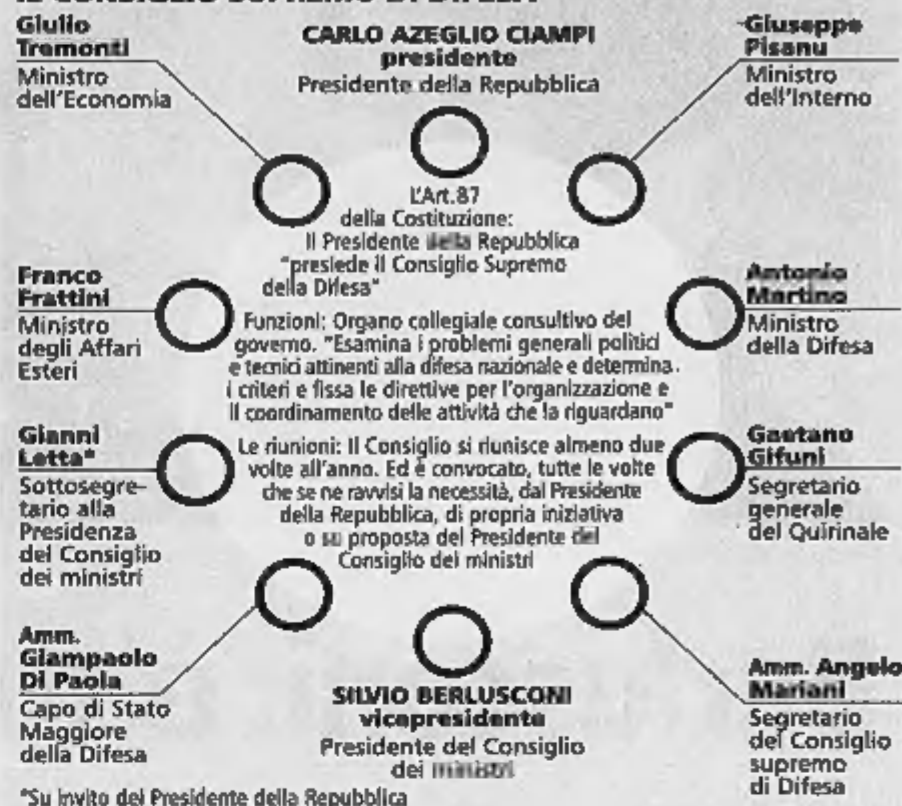 IL CONSIGLIO SUPREMO DI DIFESA
Giulio
Tremonti
Ministro
dell'Economia
CARLO AZEGLIO CIAMPI
presidente
Presidente della Repubblica
Giuseppe
Pisanu
Ministro
dell'Interno
L'Art.87
della Costituzione:
Il Presidente della Repubblica
"presiede il Consiglio Supremo
della Difesa"
Franco
Frattini
Ministro
degli Affari
Esteri
Antonio
Martino
Ministro
della Difesa
Funzioni: Organo collegiale consultivo del
governo. "Esamina i problemi generali politici
e tecnici attinenti alla difesa nazionale e determina
i criteri e fissa le direttive per l'organizzazione e
il coordinamento delle attività che la riguardano"
Gianni
Letta*
Sottosegre-
tario alla
Presidenza
del Consiglio
dei ministri
Le riunioni: Il Consiglio si riunisce almeno due
volte all'anno. Ed è convocato, tutte le volte
che se ne ravvisi la necessità, dal Presidente
della Repubblica, di propria iniziativa
o su proposta del Presidente del
Consiglio dei ministri
Gaetano
Gifuni
Segretario
generale
del Quirinale
Amm.
Giampaolo
Di Paola
Capo di Stato
Maggiore
della Difesa
SILVIO BERLUSCONI
vicepresidente
Presidente del Consiglio
dei ministri
Amm. Angelo
Mariani
Segretario
del Consiglio
supremo
di Difesa
*Su invito del Presidente della Repubblica